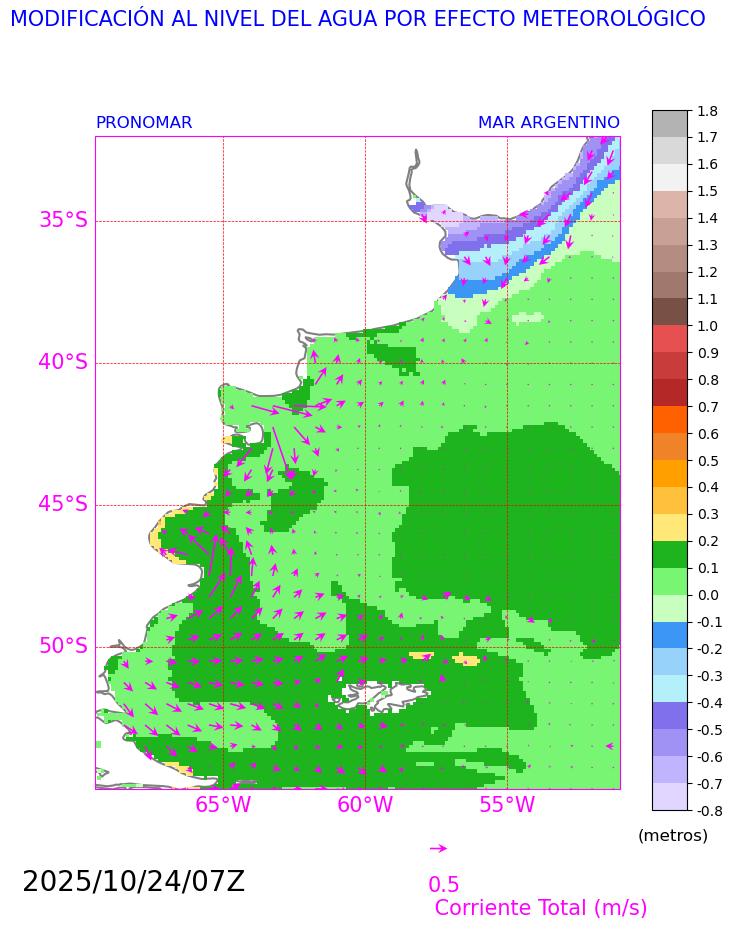 MODIFICACIÓN AL NIVEL DEL AGUA POR EFECTO METEOROLÓGICO
PRONOMAR
MAR ARGENTINO
35°S
40°S
45°S
50°S
65°W
60°W
55°W
1.8
1.7
1.6
1.5
1.4
1.3
1.2
1.1
1.0
0.9
0.8
0.7
0.6
0.5
0.4
0.3
0.2
0.1
0.0
-0.1
-0.2
-0.3
-0.4
-0.5
-0.6
-0.7
-0.8
(metros)
2025/10/24/07Z
0.5
Corriente Total (m/s)